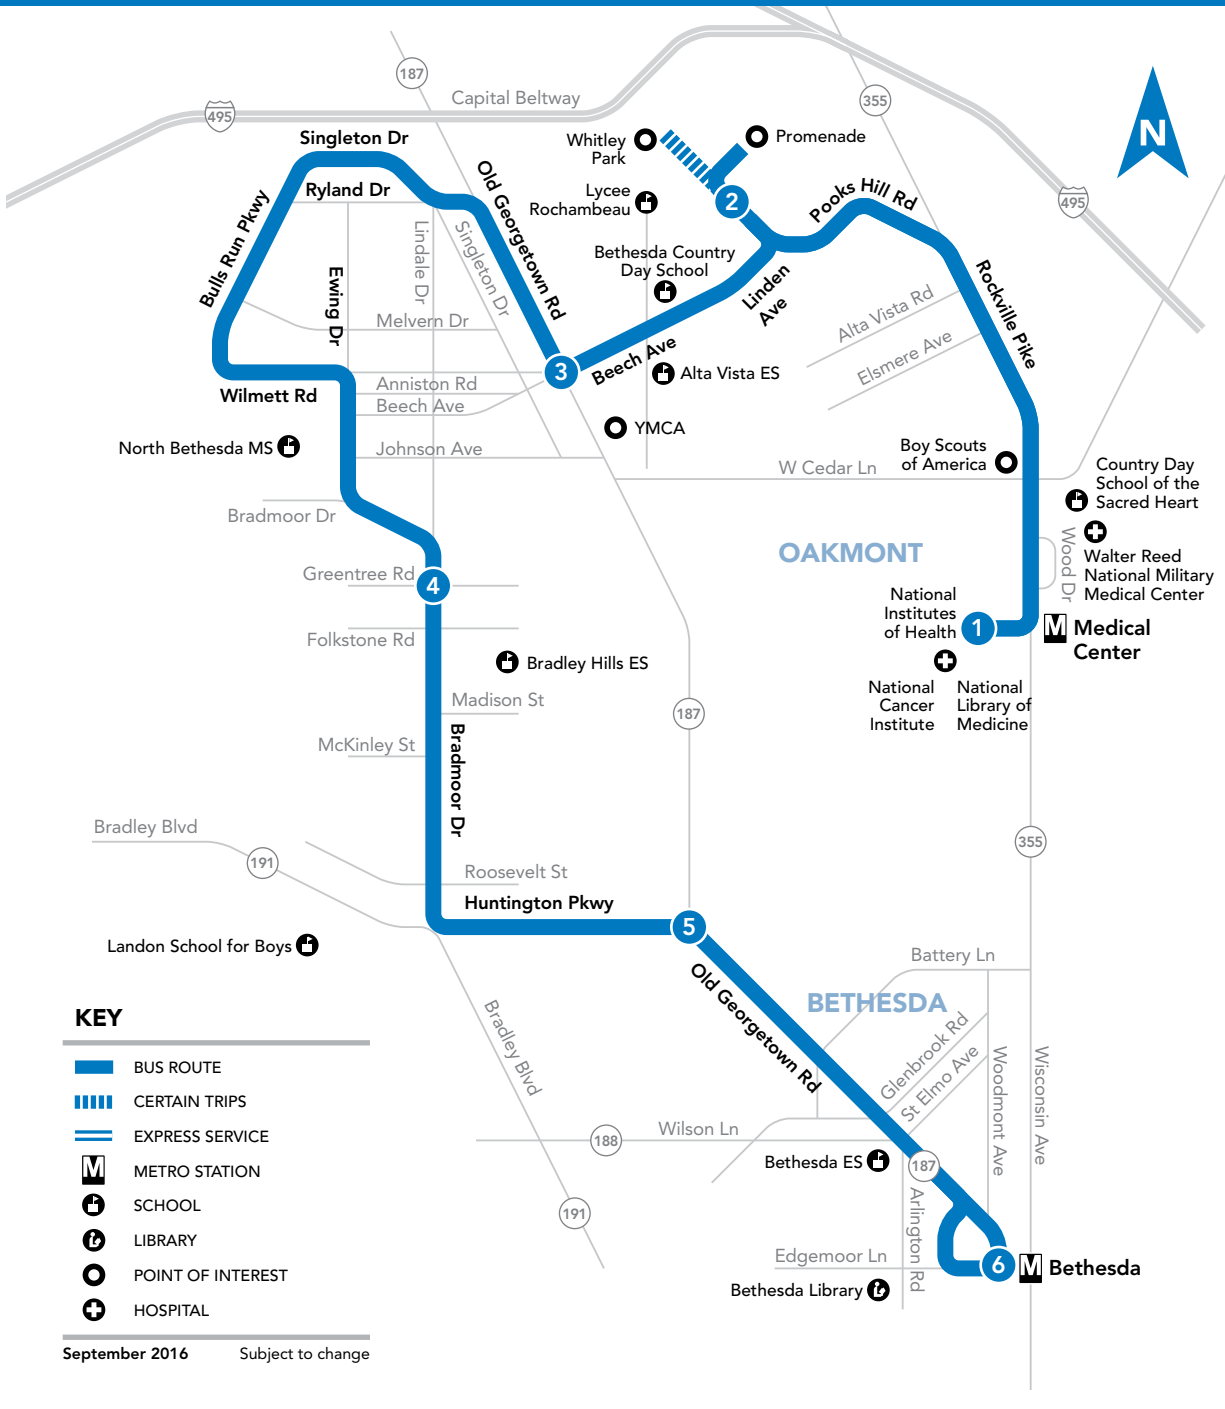 187
Capital Beltway
495
355
N
Singleton Dr
Whitley
Park
Promenade
Ryland Dr
Old Georgetown Rd
Lycee
Rochambeau
2
Pooks Hill Rd
495
Bulls Run Pkwy
Lindale Dr
Singleton Dr
Bethesda Country
Day School
Ewing Dr
Linden
Ave
Rockville Pike
Alta Vista Rd
Melvern Dr
Elsmere Ave
Beech Ave
3
Alta Vista ES
Wilmett Rd
Anniston Rd
Beech Ave
YMCA
North Bethesda MS
Johnson Ave
Boy Scouts
of America
W Cedar Ln
Country Day
School of the
Sacred Heart
Bradmoor Dr
OAKMONT
Wood Dr
Walter Reed
National Military
Medical Center
Greentree Rd
4
National
Institutes
of Health
1
M
Medical
Center
Folkstone Rd
Bradley Hills ES
National
Cancer
Institute
National
Library of
Medicine
Madison St
187
McKinley St
Bradmoor Dr
Bradley Blvd
191
355
Roosevelt St
Huntington Pkwy
5
Landon School for Boys
Battery Ln
Old Georgetown Rd
BETHESDA
Bradley Blvd
Glenbrook Rd
St Elmo Ave
Woodmont Ave
Wisconsin Ave
188
Wilson Ln
Bethesda ES
187
Arlington Rd
191
Edgemoor Ln
6
M
Bethesda
Bethesda Library
KEY
BUS ROUTE
CERTAIN TRIPS
EXPRESS SERVICE
M
METRO STATION
SCHOOL
LIBRARY
POINT OF INTEREST
HOSPITAL
September 2016
Subject to change